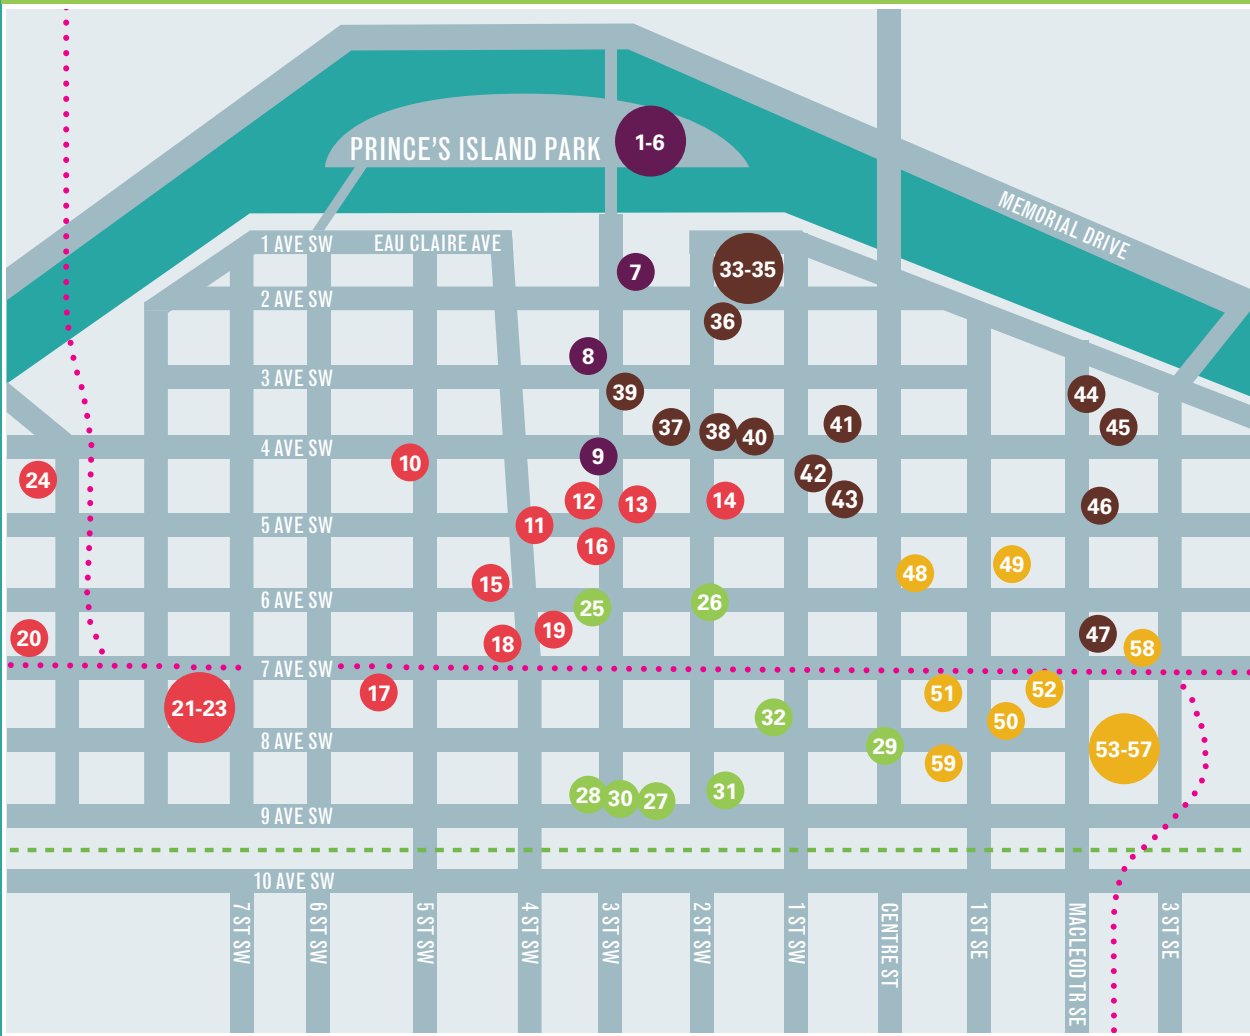 PRINCE'S ISLAND PARK
1-6
MEMORIAL DRIVE
1 AVE SW
EAU CLAIRE AVE
7
33-35
2 AVE SW
36
8
3 AVE SW
39
44
37
38
40
41
45
4 AVE SW
9
10
24
42
12
13
14
43
46
11
5 AVE SW
16
15
48
49
6 AVE SW
25
26
20
18
19
47
58
7 AVE SW
21-23
17
51
52
32
50
8 AVE SW
29
59
53-57
28
30
27
31
9 AVE SW
10 AVE SW
7 ST SW
6 ST SW
5 ST SW
4 ST SW
3 ST SW
2 ST SW
1 ST SW
CENTRE ST
1 ST SE
MACLEOD TR SE
3 ST SE